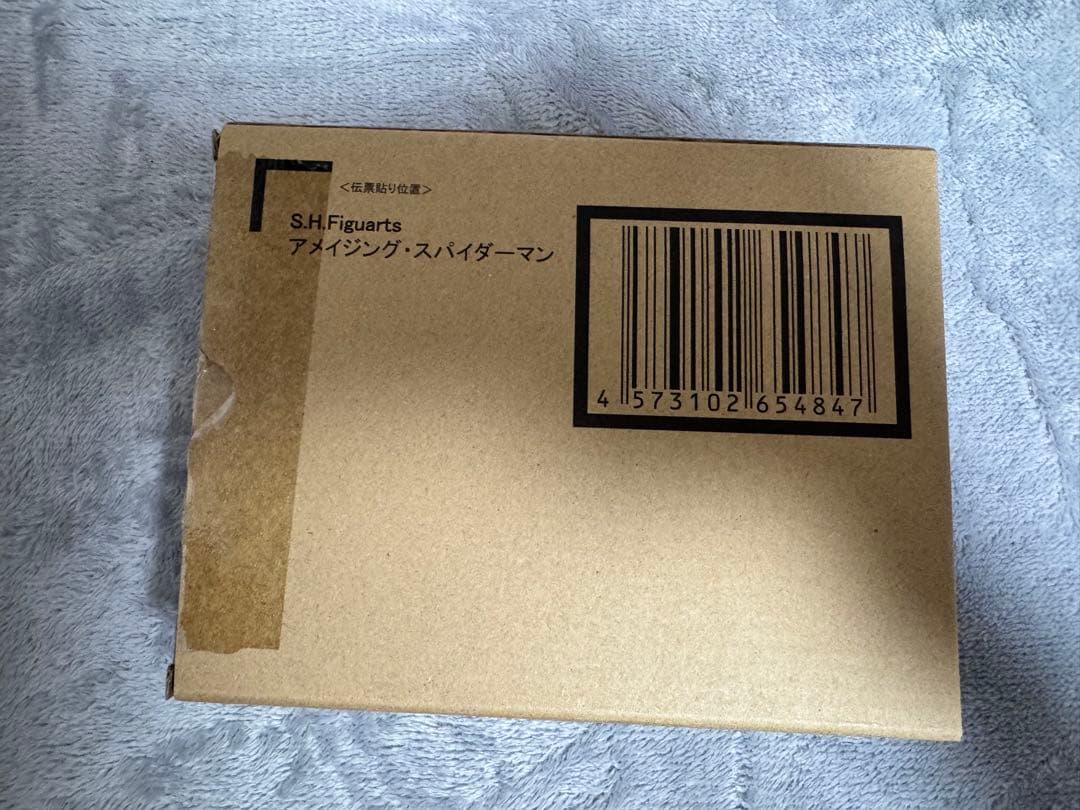 <伝票貼り位置>
S.H.Figuarts
アメイジング・スパイダーマン
4 573102 654847